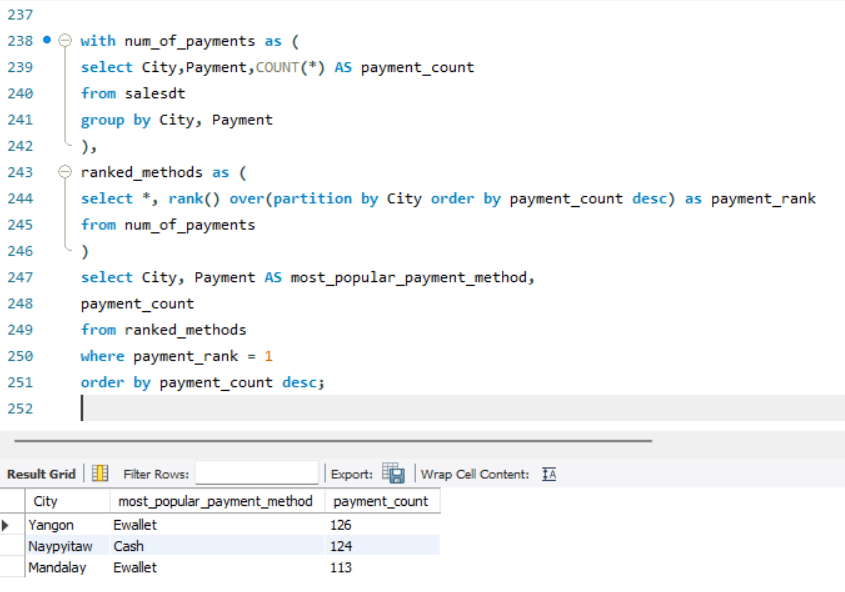 237
238 with num_of_payments as (
239 select City,Payment,COUNT(*) AS payment_count
240 from salesdt
241 group by City, Payment
242 ),
243 ranked_methods as (
244 select *, rank() over(partition by City order by payment_count desc) as payment_rank
245 from num_of_payments
246 )
247 select City, Payment AS most_popular_payment_method,
248 payment_count
249 from ranked_methods
250 where payment_rank = 1
251 order by payment_count desc;
252
Result Grid Filter Rows: Export: Wrap Cell Content: IA
City most_popular_payment_method payment_count
Yangon Ewallet 126
Naypyitaw Cash 124
Mandalay Ewallet 113